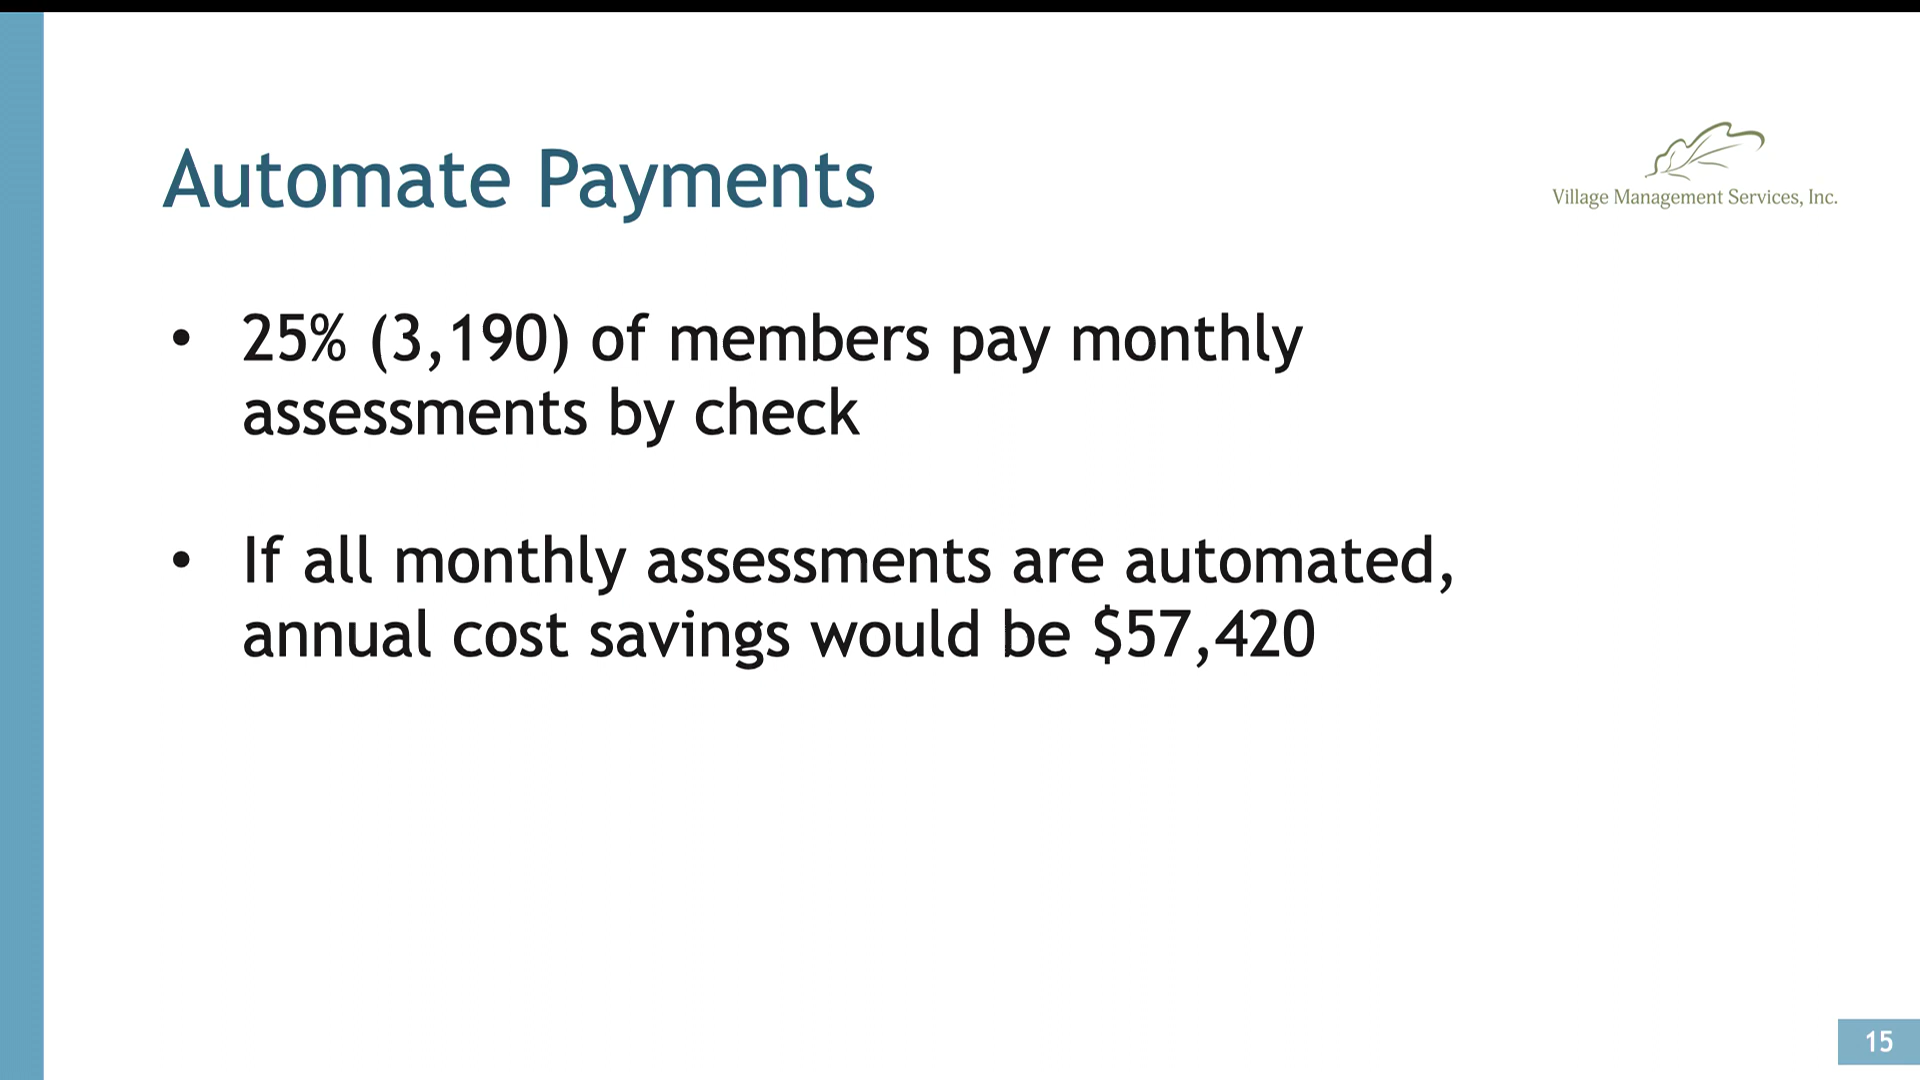 Automate Payments
Village Management Services, Inc.
• 25% (3,190) of members pay monthly
assessments by check
• If all monthly assessments are automated,
annual cost savings would be $57,420
15